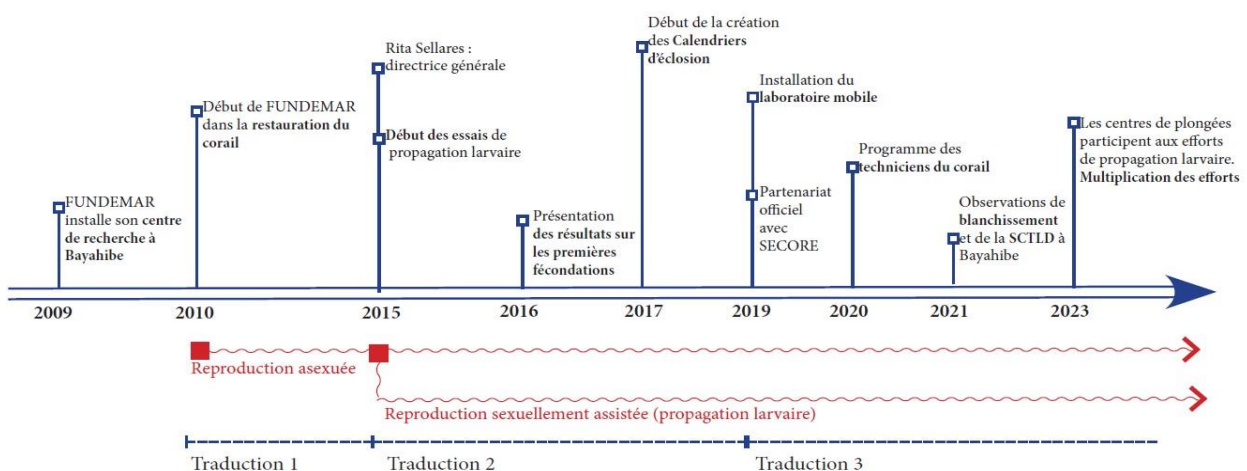 FUNDEMAR
installe son centre
de recherche à
Bayahibe
Début de FUNDEMAR
dans la restauration du
corail
Rita Sellares :
directrice générale
Début des essais de
propagation larvaire
Présentation
des résultats sur
les premières
fécondations
Début de la création
des Calendriers
d'éclosion
Installation du
laboratoire mobile
Partenariat
officiel
avec
SECORE
Programme des
techniciens du corail
Observations de
blanchissement
et de la SCTLD à
Bayahibe
Les centres de plongées
participent aux efforts
de propagation larvaire.
Multiplication des efforts
2009 2010 2015 2016 2017 2019 2020 2021 2023
Reproduction asexuée
Reproduction sexuellement assistée (propagation larvaire)
Traduction 1 Traduction 2 Traduction 3